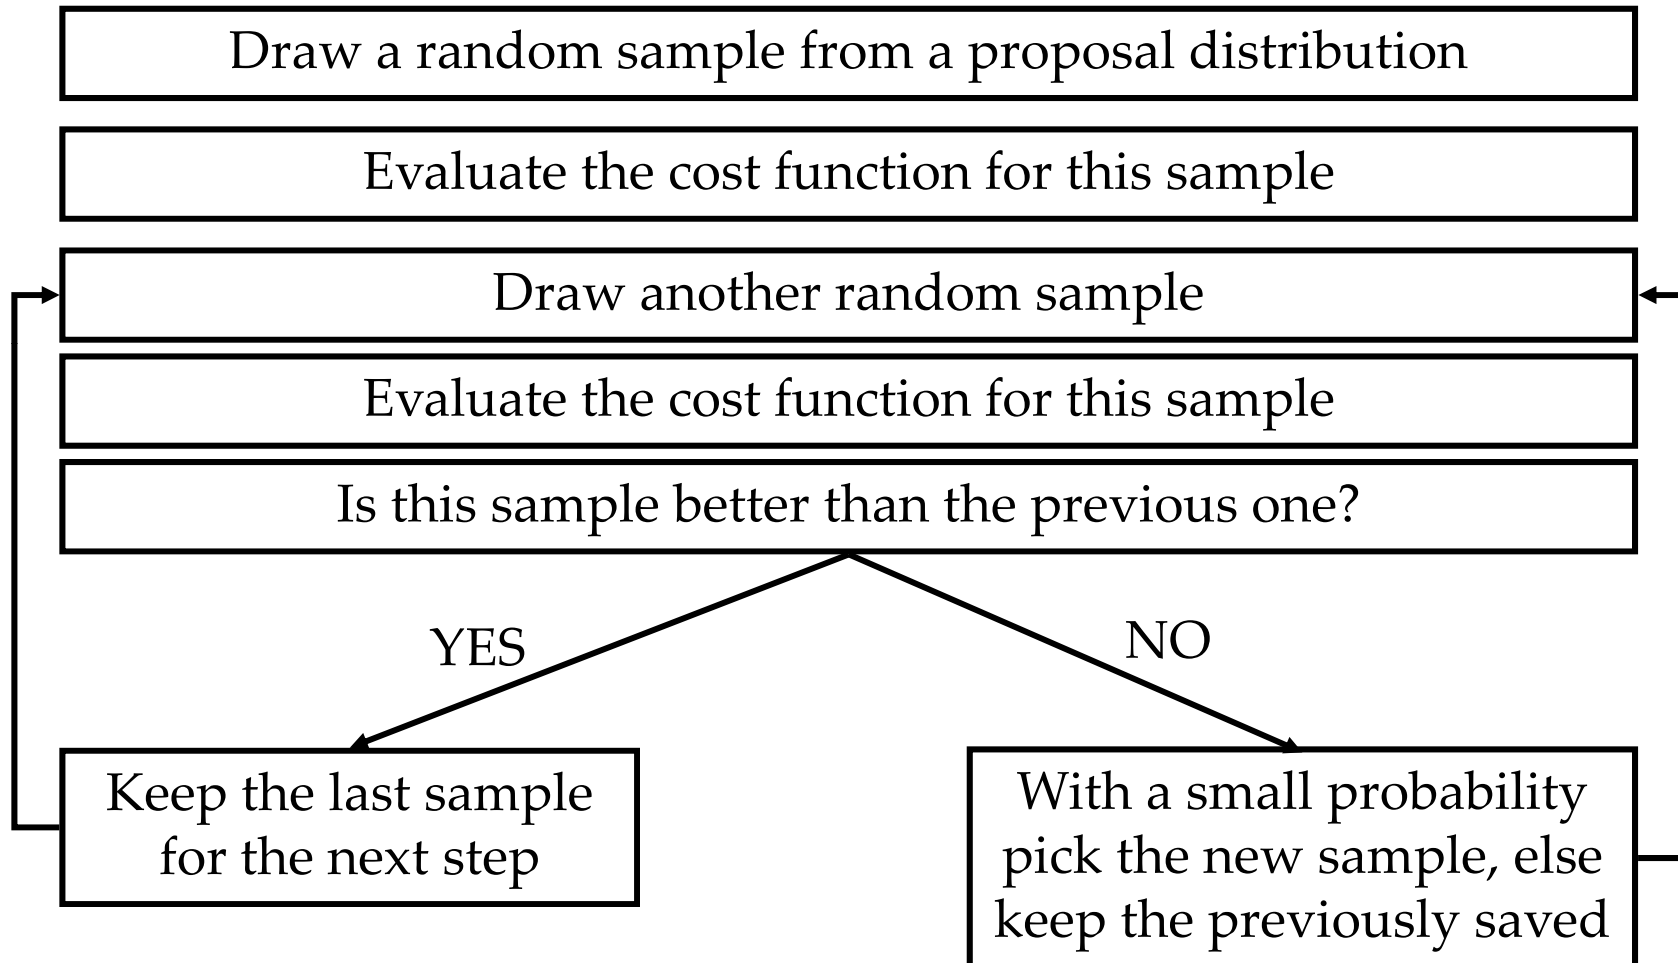 Draw a random sample from a proposal distribution
Evaluate the cost function for this sample
Draw another random sample
Evaluate the cost function for this sample
Is this sample better than the previous one?
YES
NO
Keep the last sample
for the next step
With a small probability
pick the new sample, else
keep the previously saved